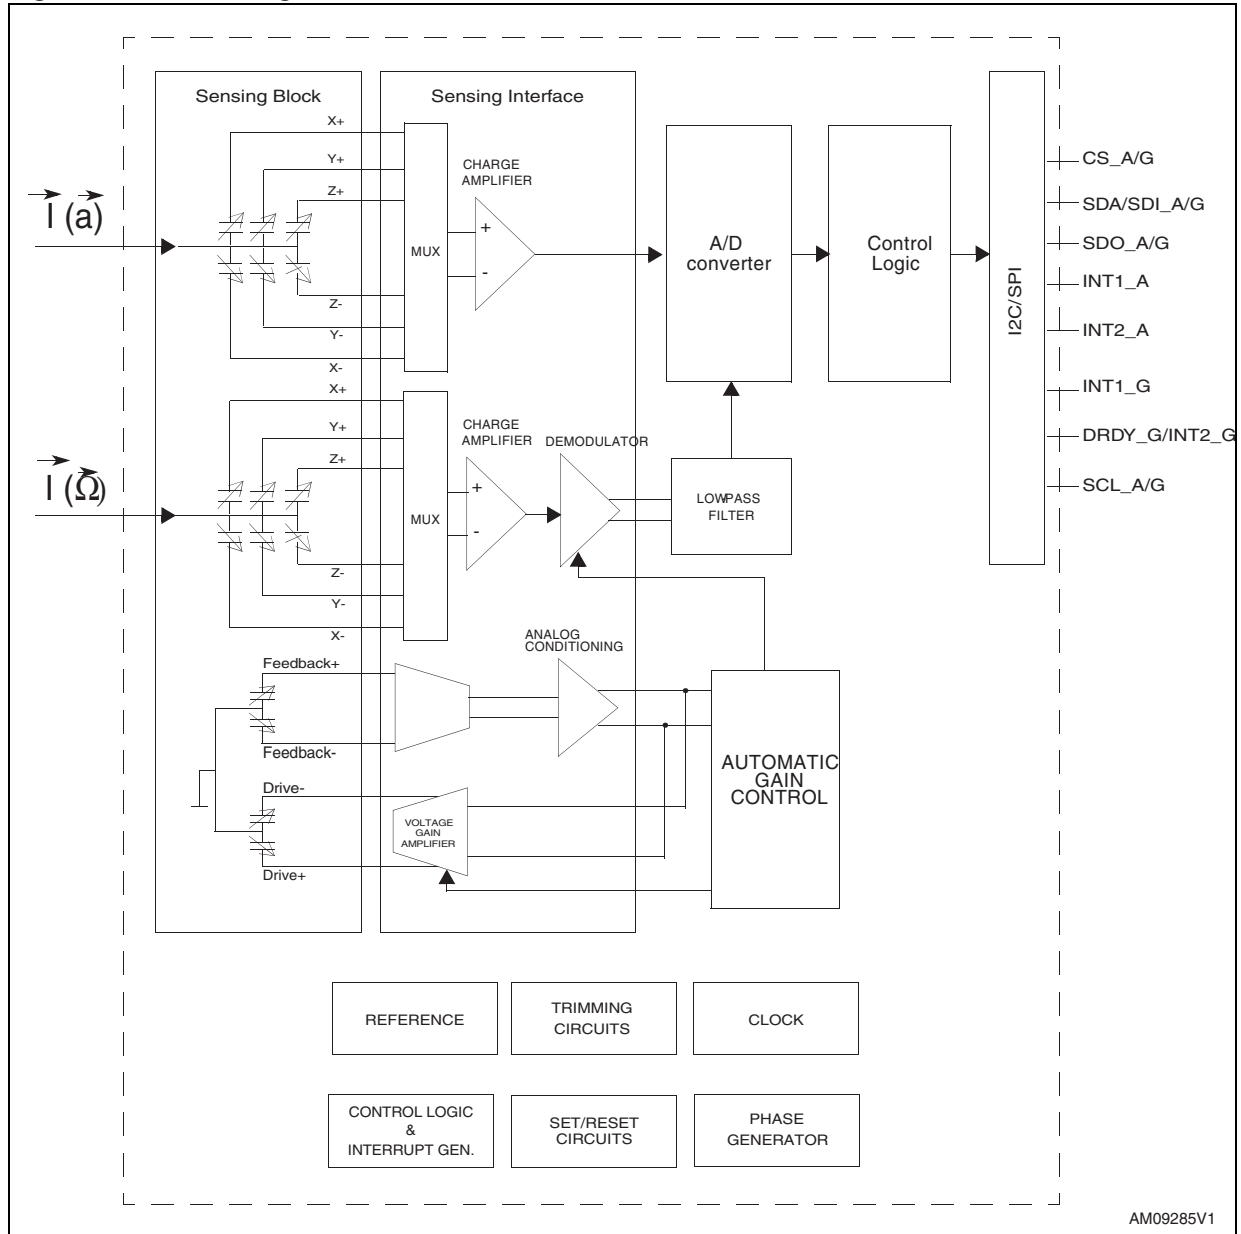 Sensing Block
Sensing Interface
X+
Y+
Z+
CHARGE
AMPLIFIER
I (a)
MUX
+
-
Z-
Y-
X-
A/D
converter
Control
Logic
I2C/SPI
CS_A/G
SDA/SDI_A/G
SDO_A/G
INT1_A
INT2_A
INT1_G
DRDY_G/INT2_G
SCL_A/G
X+
Y+
Z+
CHARGE
AMPLIFIER
DEMODULATOR
I (Ω)
MUX
+
-
LOWPASS
FILTER
Z-
Y-
X-
ANALOG
CONDITIONING
Feedback+
Feedback-
AUTOMATIC
GAIN
CONTROL
Drive-
VOLTAGE
GAIN
AMPLIFIER
Drive+
REFERENCE
TRIMMING
CIRCUITS
CLOCK
CONTROL LOGIC
&
INTERRUPT GEN.
SET/RESET
CIRCUITS
PHASE
GENERATOR
AM09285V1